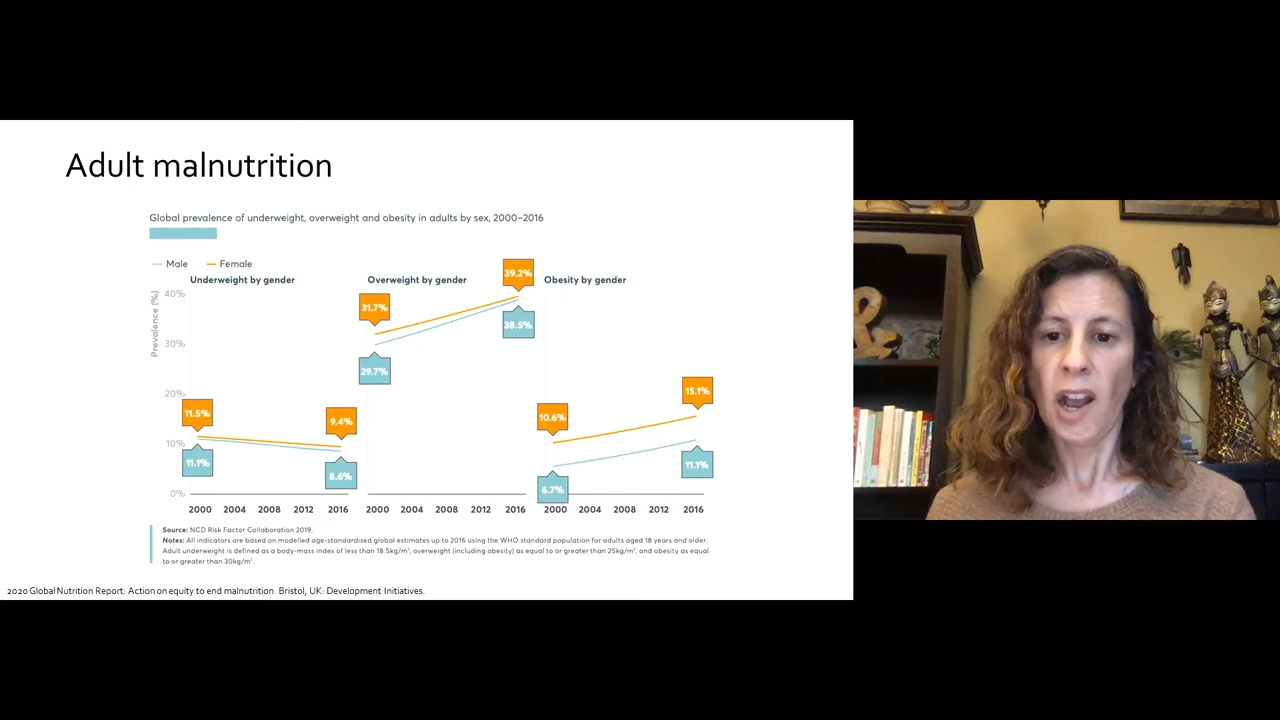 Adult malnutrition
Global prevalence of underweight, overweight and obesity in adults by sex, 2000–2016
Male Female
Underweight by gender Overweight by gender Obesity by gender
Prevalence (%)
40%
30%
20%
10%
0%
11.5% 9.4%
11.1% 8.6%
31.7% 39.2%
29.7% 38.5%
10.6% 15.1%
6.7% 11.1%
2000 2004 2008 2012 2016 2000 2004 2008 2012 2016 2000 2004 2008 2012 2016
Source: NCD Risk Factor Collaboration 2019.
Notes: All indicators are based on modelled age-standardised global estimates up to 2016 using the WHO standard population for adults aged 18 years and older.
Adult underweight is defined as a body-mass index of less than 18.5kg/m², overweight (including obesity) as equal to or greater than 25kg/m², and obesity as equal
to or greater than 30kg/m².
2020 Global Nutrition Report: Action on equity to end malnutrition. Bristol, UK: Development Initiatives.